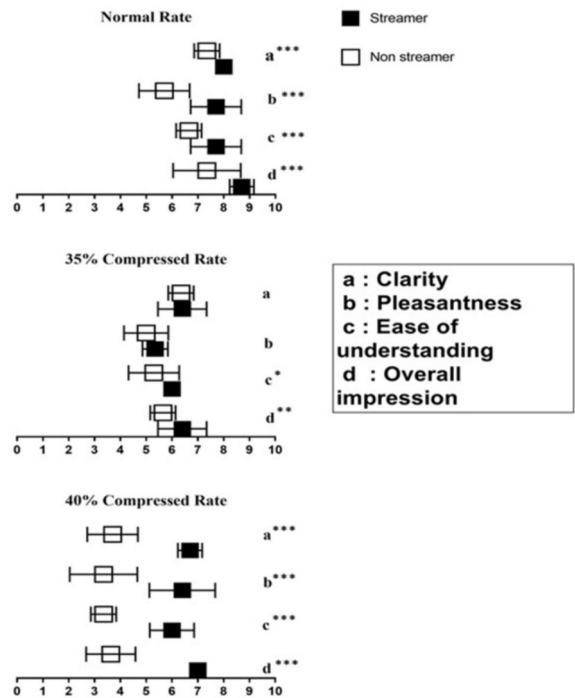 Normal Rate
Streamer
Non streamer
a***
b***
c***
d***
0 1 2 3 4 5 6 7 8 9 10
35% Compressed Rate
a
b
c*
d**
0 1 2 3 4 5 6 7 8 9 10
a : Clarity
b : Pleasantness
c : Ease of
understanding
d : Overall
impression
40% Compressed Rate
a***
b***
c***
d***
0 1 2 3 4 5 6 7 8 9 10